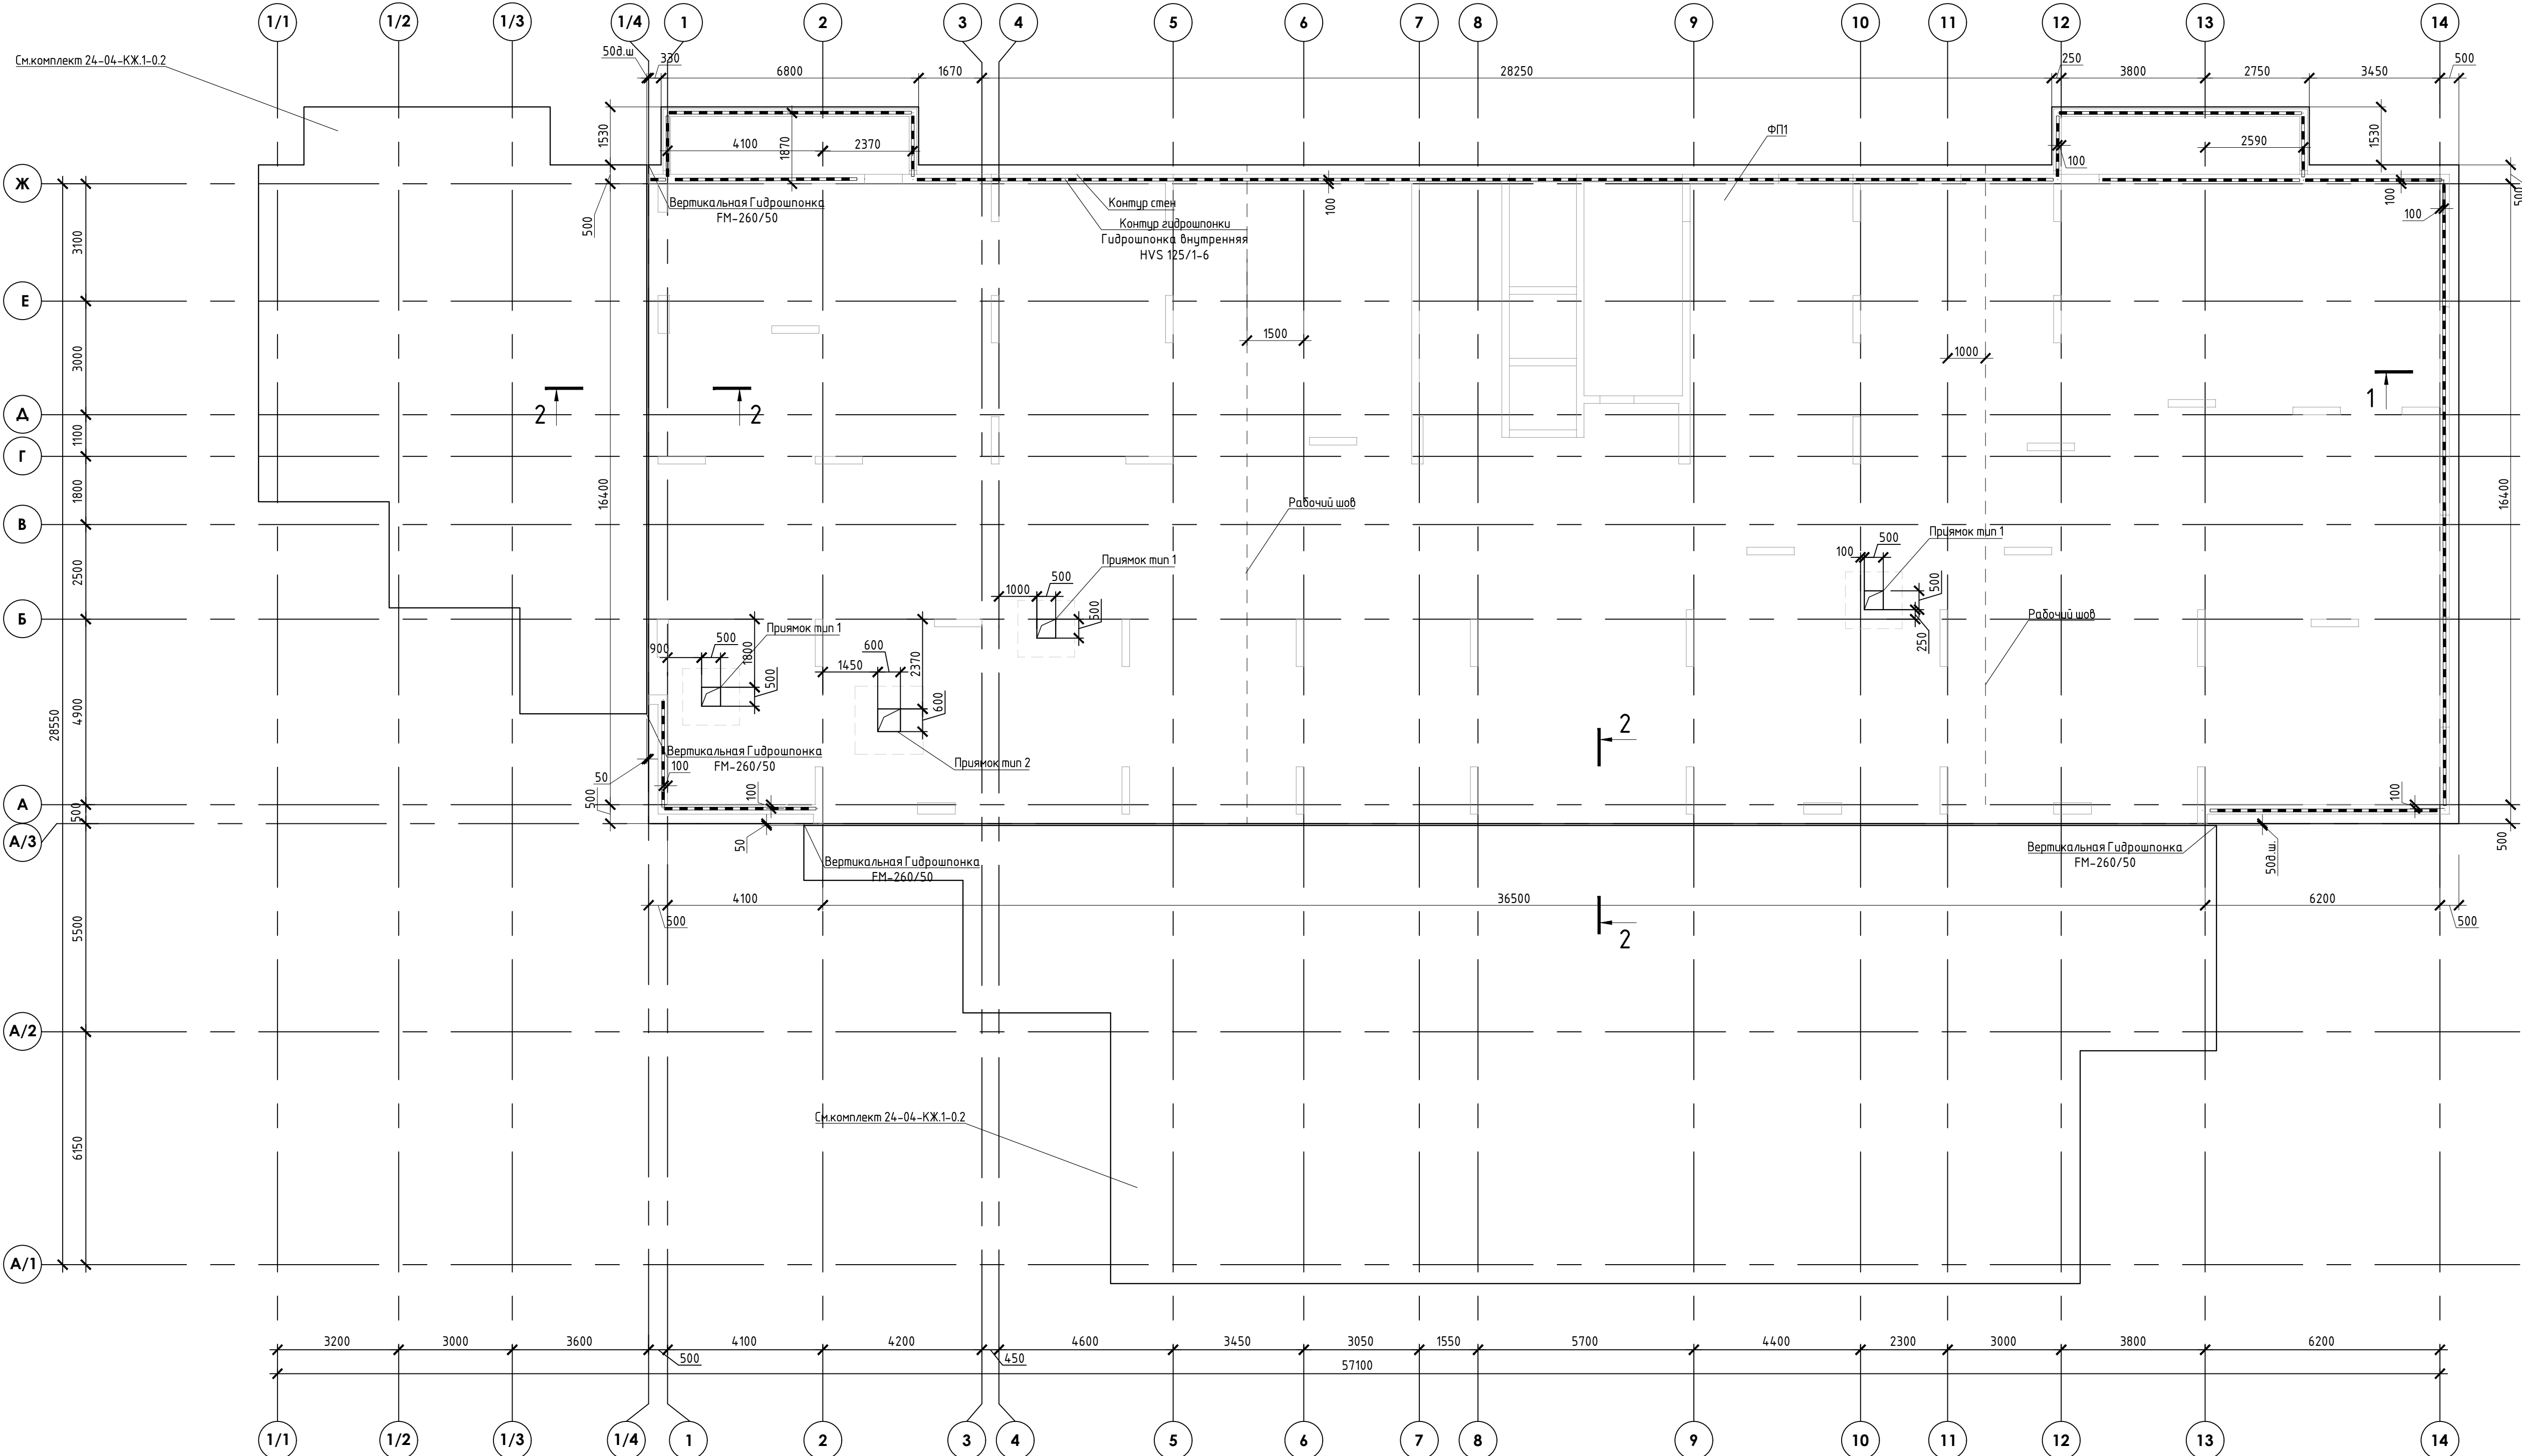 1/1 1/2 1/3 1/4 1 2 3 4 5 6 7 8 9 10 11 12 13 14
См.комплект 24-04-КЖ.1-0.2
50д.ш 330 6800 1670 28250 250 3800 2750 3450 500
1530 4100 1870 2370 ФП1 100 2590 1530
Ж
500 Вертикальная Гидрошпонка
FM-260/50
Контур стен
100 100 100 500
Контур гидрошпонки
Гидрошпонка внутренняя
HVS 125/1-6
3100
Е
3000 1500 1000
2 2 1
Д
1100
Г
1800 16400 16400
Рабочий шов
В
Приямок тип 1
100 500
2500 500
Приямок тип 1
1000 500
500 250
Б
Рабочий шов
Приямок тип 1
900 500 1800 500
1450 600 2370 600
4900 28550
2
Вертикальная Гидрошпонка
FM-260/50
Приямок тип 2
50 100
А
500 500 100 100
А/3
50 500
Вертикальная Гидрошпонка
FM-260/50
Вертикальная Гидрошпонка
FM-260/50
50д.ш.
4100 36500 6200
500 500
5500
2
А/2
См.комплект 24-04-КЖ.1-0.2
6150
А/1
3200 3000 3600 500 4100 4200 450 4600 3450 3050 1550 5700 4400 2300 3000 3800 6200
57100
1/1 1/2 1/3 1/4 1 2 3 4 5 6 7 8 9 10 11 12 13 14